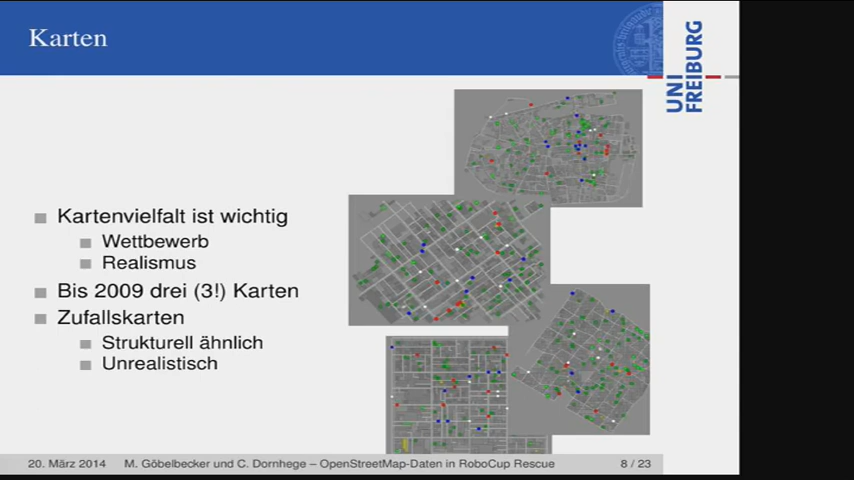 Karten
UNI
FREIBURG
Kartenvielfalt ist wichtig
Wettbewerb
Realismus
Bis 2009 drei (3!) Karten
Zufallskarten
Strukturell ähnlich
Unrealistisch
20. März 2014 M. Göbelbecker und C. Dornhege – OpenStreetMap-Daten in RoboCup Rescue 8 / 23